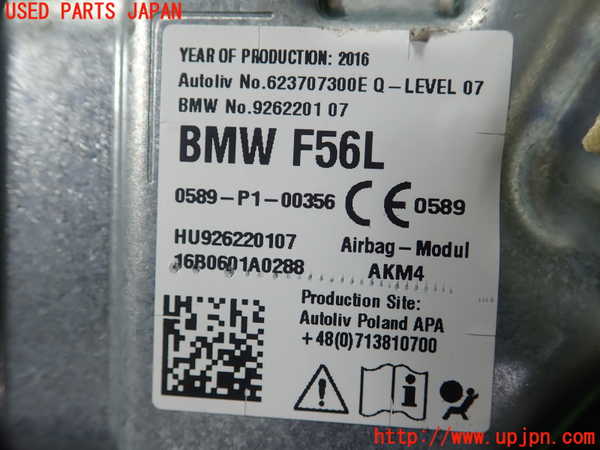 USED PARTS JAPAN
YEAR OF PRODUCTION: 2016
Autoliv No.623707300E Q-LEVEL 07
BMW No.9262201 07
BMW F56L
0589-P1-00356 CE 0589
HU926220107 Airbag-Modul
16B0601A0288 AKM4
Production Site:
Autoliv Poland APA
+48(0)713810700
http://www.upjpn.com